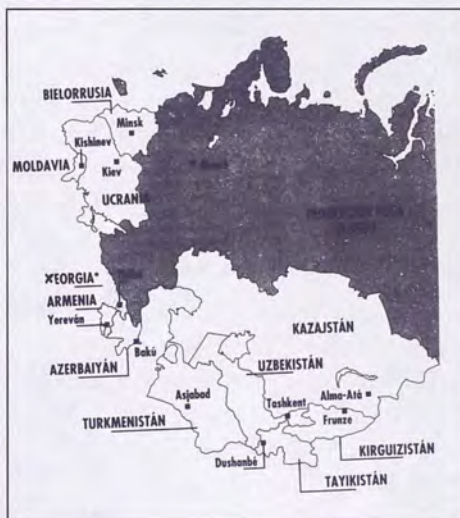 BIELORRUSIA
Minsk
Kishinev
MOLDAVIA
Kiev
UCRANIA
XEORGIA*
ARMENIA
Yereván
KAZAJSTÁN
AZERBAIYÁN
Bakú
UZBEKISTÁN
Asjabad
Tashkent
Alma-Atá
TURKMENISTÁN
Frunze
Dushanbé
KIRGUIZISTÁN
TAYIKISTÁN